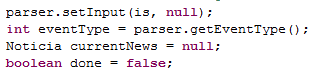 parser.setInput(is, null);
int eventType = parser.getEventType();
Noticia currentNews = null;
boolean done = false;